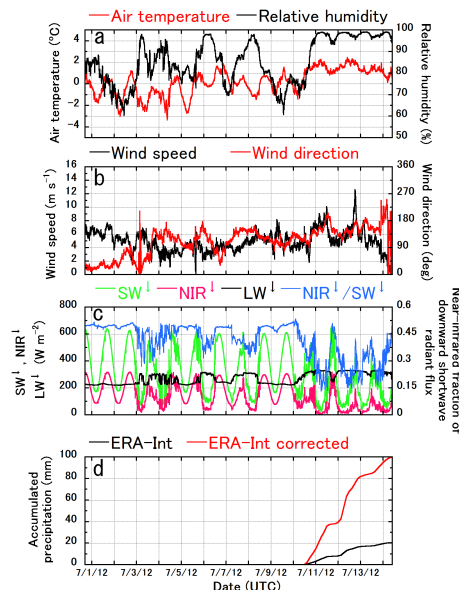 Air temperature Relative humidity
a
Air temperature (°C)
4
2
0
−2
−4
Relative humidity (%)
100
90
80
70
60
50
Wind speed Wind direction
b
Wind speed (m s⁻¹)
16
14
12
10
8
6
4
2
0
Wind direction (deg)
360
270
180
90
0
SW↓ NIR↓ LW↓ NIR↓/SW↓
c
SW↓, NIR↓
LW↓ (W m⁻²)
800
600
400
200
0
Near−infrared fraction of
downward shortwave
radiant flux
0.6
0.45
0.3
0.15
0
ERA−Int ERA−Int corrected
d
Accumulated
precipitation (mm)
100
80
60
40
20
0
7/1/12 7/3/12 7/5/12 7/7/12 7/9/12 7/11/12 7/13/12
Date (UTC)